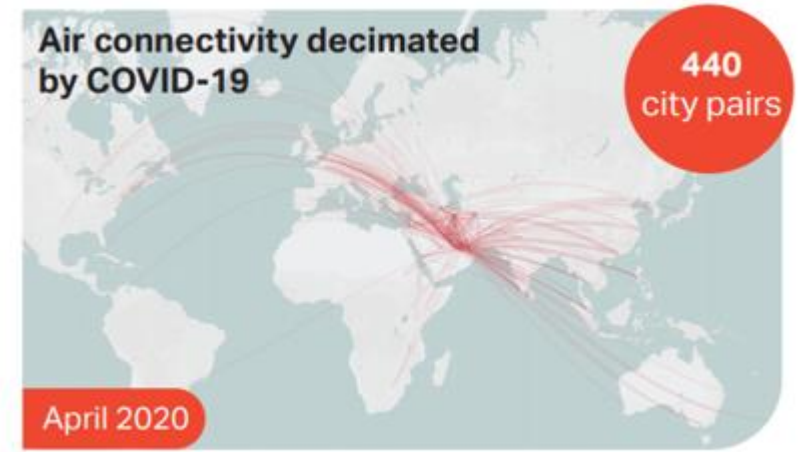 Air connectivity decimated
by COVID-19
440
city pairs
April 2020